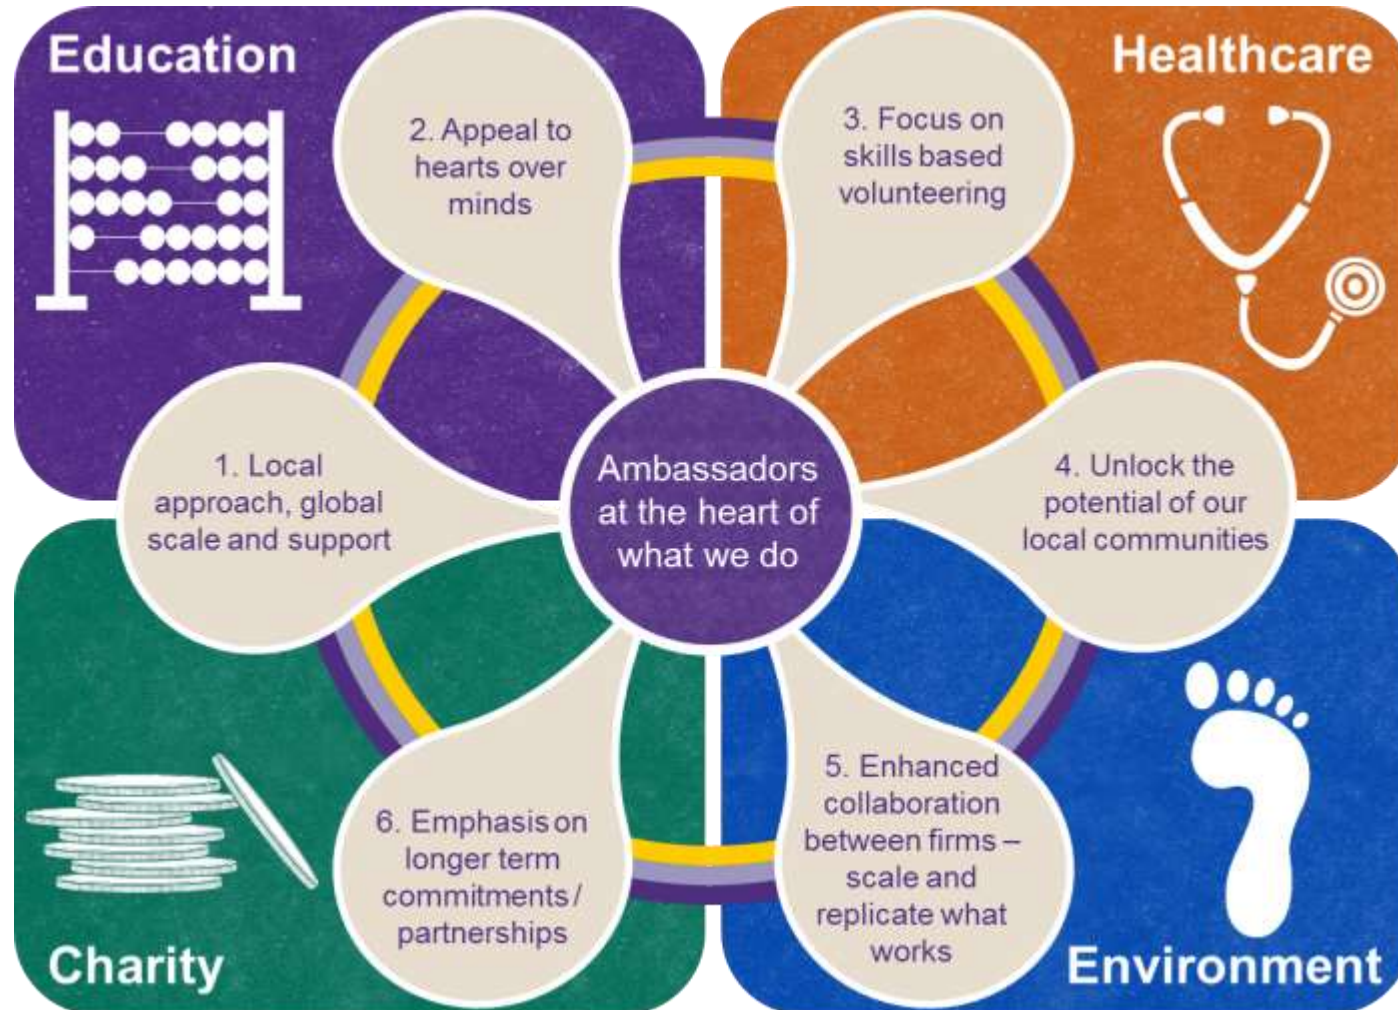 Education
Healthcare
2. Appeal to
hearts over
minds
3. Focus on
skills based
volunteering
1. Local
approach, global
scale and support
Ambassadors
at the heart of
what we do
4. Unlock the
potential of our
local communities
6. Emphasis on
longer term
commitments /
partnerships
5. Enhanced
collaboration
between firms –
scale and
replicate what
works
Charity
Environment